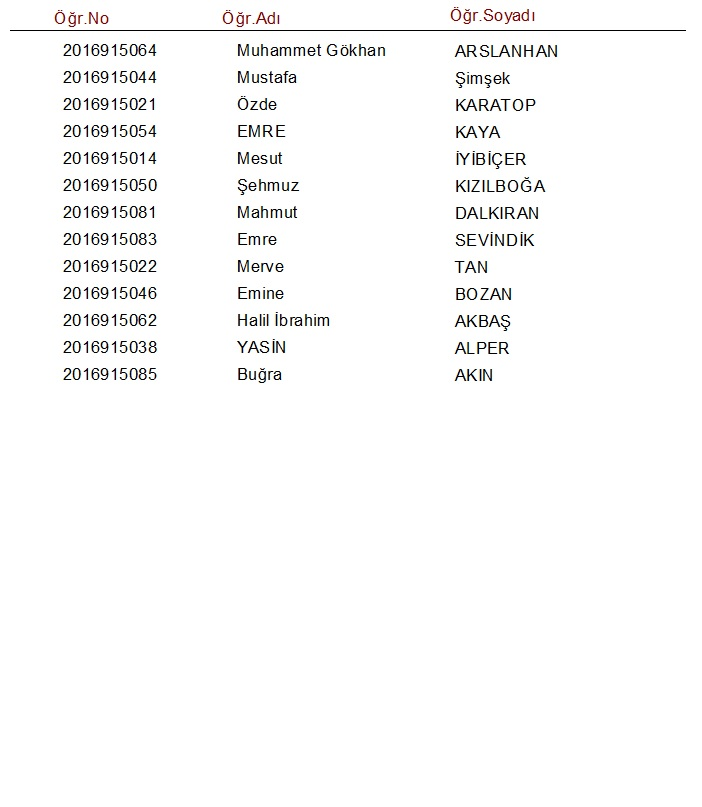 Öğr.No Öğr.Adı Öğr.Soyadı
2016915064 Muhammet Gökhan ARSLANHAN
2016915044 Mustafa Şimşek
2016915021 Özde KARATOP
2016915054 EMRE KAYA
2016915014 Mesut İYİBİÇER
2016915050 Şehmuz KIZILBOĞA
2016915081 Mahmut DALKIRAN
2016915083 Emre SEVİNDİK
2016915022 Merve TAN
2016915046 Emine BOZAN
2016915062 Halil İbrahim AKBAŞ
2016915038 YASİN ALPER
2016915085 Buğra AKIN